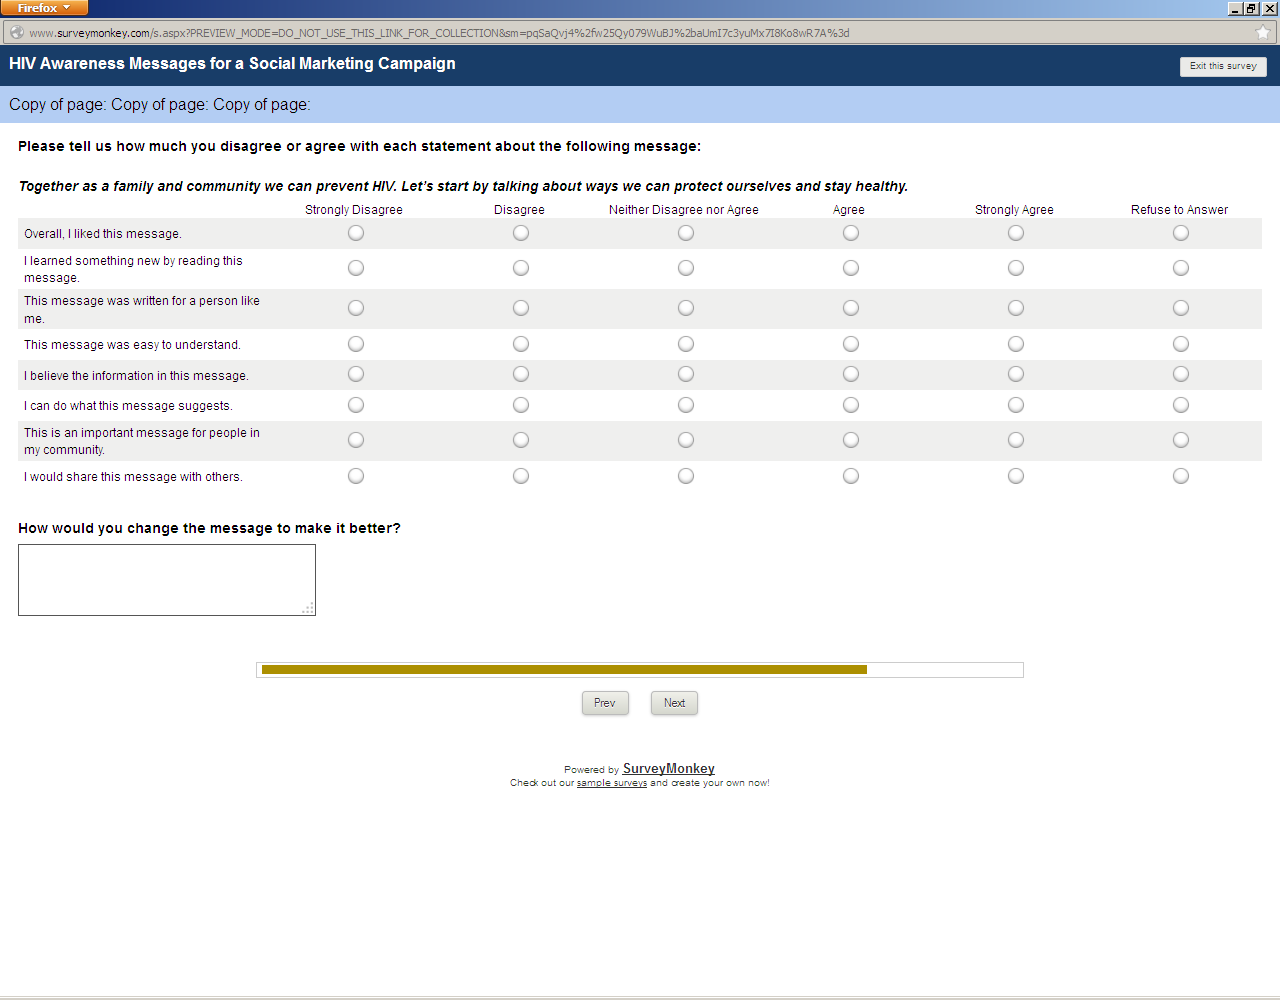 Firefox
www.surveymonkey.com/s.aspx?PREVIEW_MODE=DO_NOT_USE_THIS_LINK_FOR_COLLECTION&sm=pqSaQvj4%2fw25Qy079WuBJ%2baUmI7c3yuMx7I8Ko8wR7A%3d
HIV Awareness Messages for a Social Marketing Campaign
Exit this survey
Copy of page: Copy of page: Copy of page:
Please tell us how much you disagree or agree with each statement about the following message:
Together as a family and community we can prevent HIV. Let's start by talking about ways we can protect ourselves and stay healthy.
Strongly Disagree Disagree Neither Disagree nor Agree Agree Strongly Agree Refuse to Answer
Overall, I liked this message.
I learned something new by reading this
message.
This message was written for a person like
me.
This message was easy to understand.
I believe the information in this message.
I can do what this message suggests.
This is an important message for people in
my community.
I would share this message with others.
How would you change the message to make it better?
Prev Next
Powered by SurveyMonkey
Check out our sample surveys and create your own now!